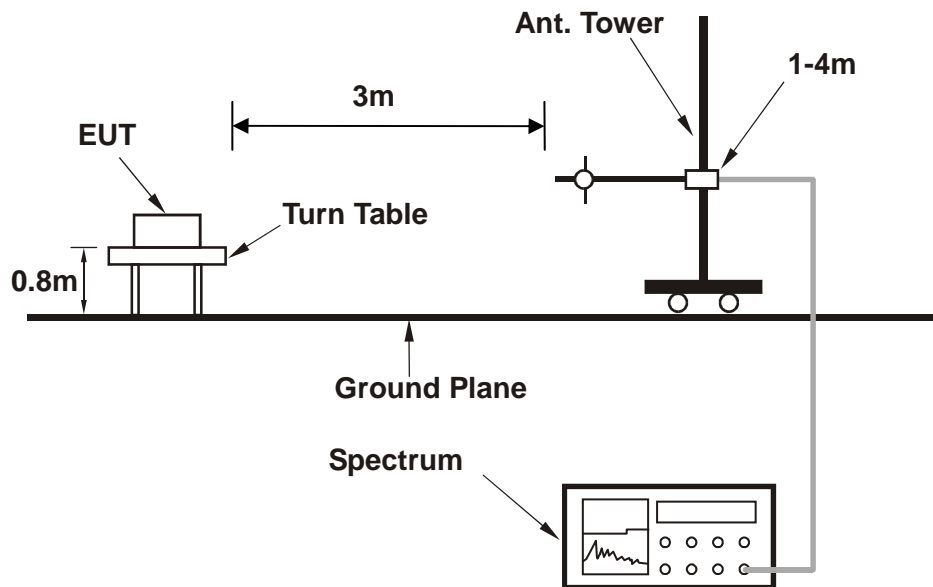 Ant. Tower
1-4m
3m
EUT
Turn Table
0.8m
Ground Plane
Spectrum